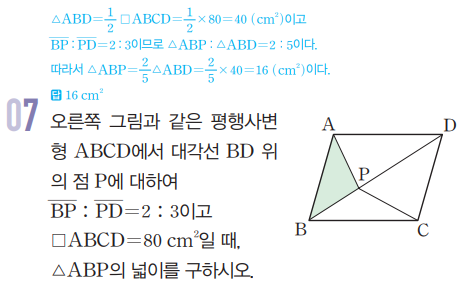 △ABD=1/2 □ABCD=1/2×80=40 (cm²)이고
B̅P̅ : P̅D̅=2 : 3이므로 △ABP : △ABD=2 : 5이다.
따라서 △ABP=2/5△ABD=2/5×40=16 (cm²)이다.
답 16 cm²
07 오른쪽 그림과 같은 평행사변
형 ABCD에서 대각선 BD 위
의 점 P에 대하여
B̅P̅ : P̅D̅=2 : 3이고
□ABCD=80 cm²일 때,
△ABP의 넓이를 구하시오.
A
D
P
B
C